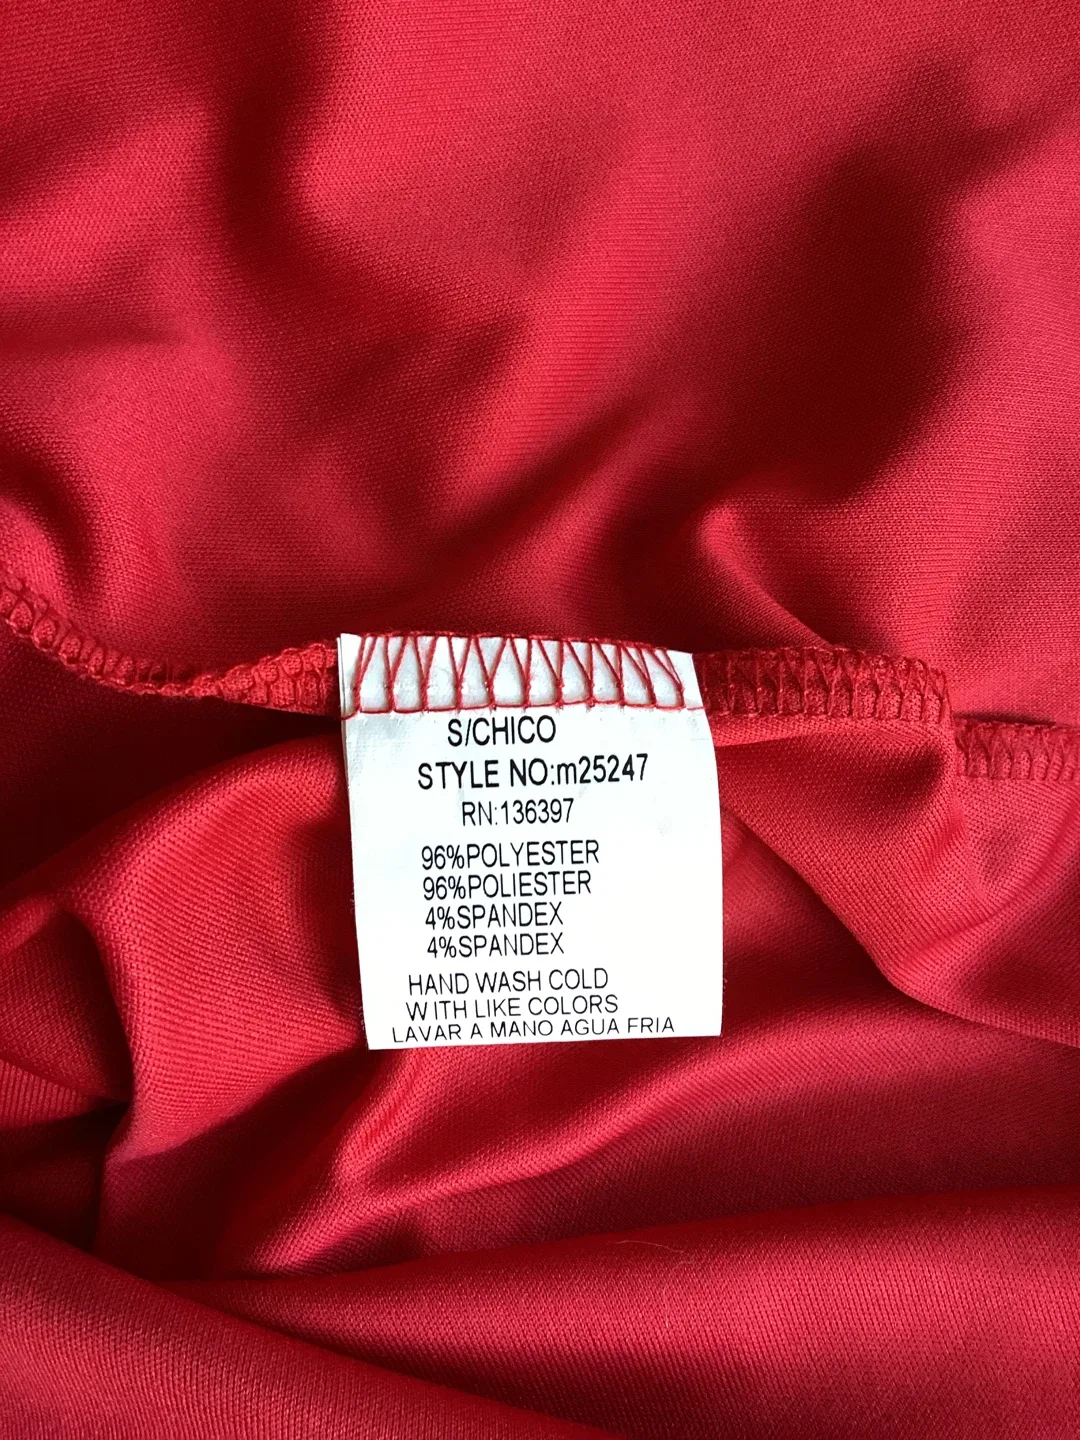 S/CHICO
STYLE NO:m25247
RN:136397
96%POLYESTER
96%POLIESTER
4%SPANDEX
4%SPANDEX
HAND WASH COLD
WITH LIKE COLORS
LAVAR A MANO AGUA FRIA